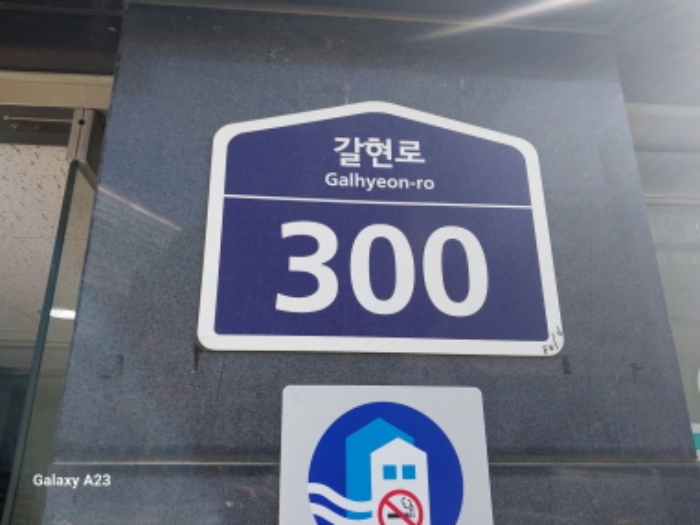 갈현로
Galhyeon-ro
300
Galaxy A23